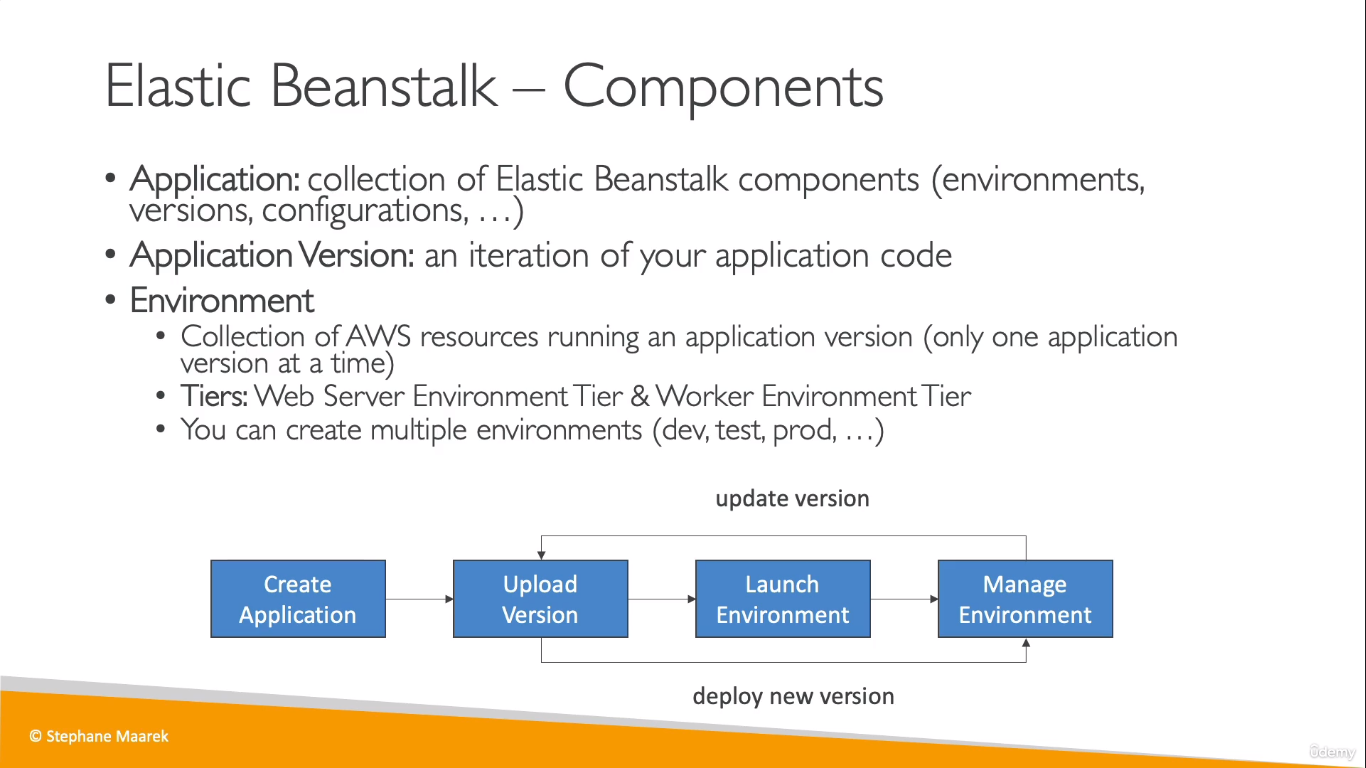 Elastic Beanstalk – Components
• Application: collection of Elastic Beanstalk components (environments,
versions, configurations, …)
• Application Version: an iteration of your application code
• Environment
• Collection of AWS resources running an application version (only one application
version at a time)
• Tiers: Web Server Environment Tier & Worker Environment Tier
• You can create multiple environments (dev, test, prod, …)
update version
Create
Application
Upload
Version
Launch
Environment
Manage
Environment
deploy new version
© Stephane Maarek
ûdemy